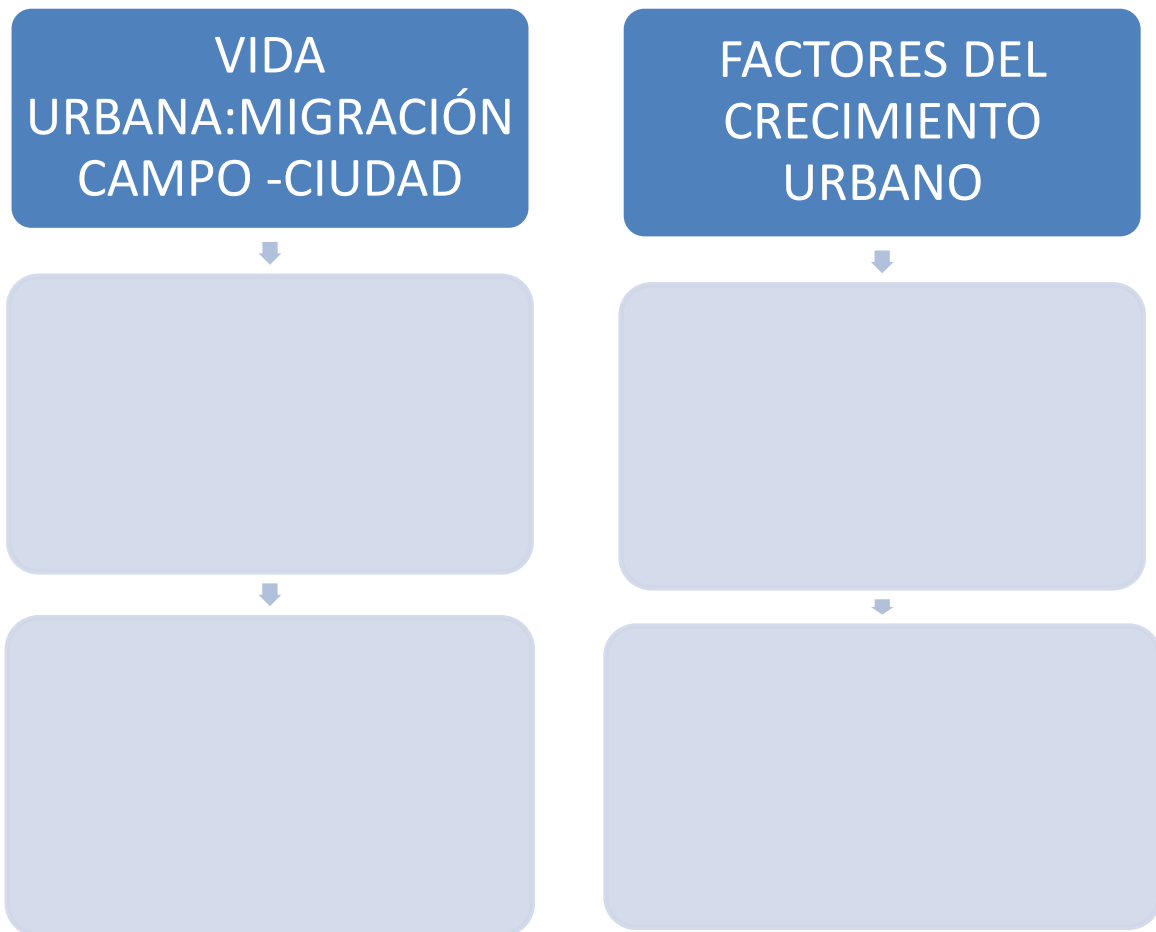 VIDA
URBANA:MIGRACIÓN
CAMPO -CIUDAD
FACTORES DEL
CRECIMIENTO
URBANO